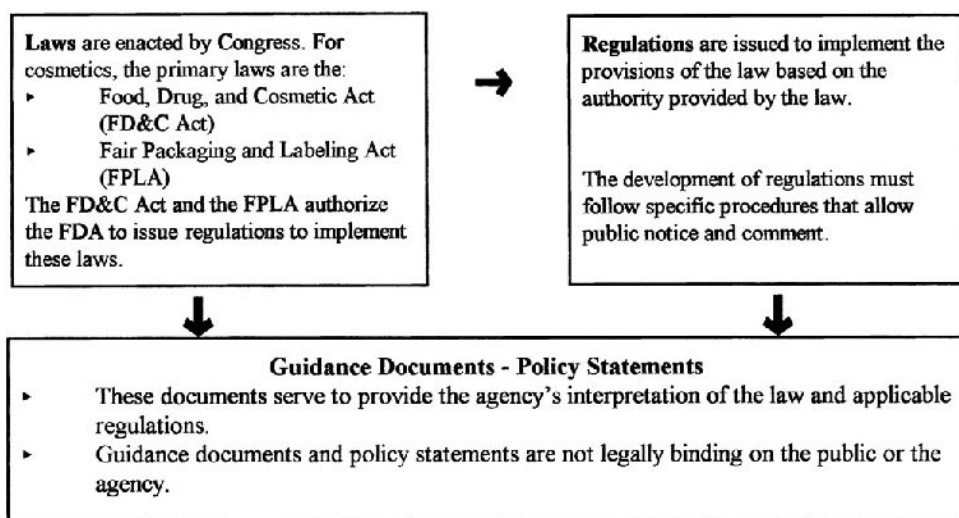 Laws are enacted by Congress. For
cosmetics, the primary laws are the:
▸ Food, Drug, and Cosmetic Act
(FD&C Act)
▸ Fair Packaging and Labeling Act
(FPLA)
The FD&C Act and the FPLA authorize
the FDA to issue regulations to implement
these laws.
Regulations are issued to implement the
provisions of the law based on the
authority provided by the law.
The development of regulations must
follow specific procedures that allow
public notice and comment.
Guidance Documents - Policy Statements
▸ These documents serve to provide the agency's interpretation of the law and applicable
regulations.
▸ Guidance documents and policy statements are not legally binding on the public or the
agency.